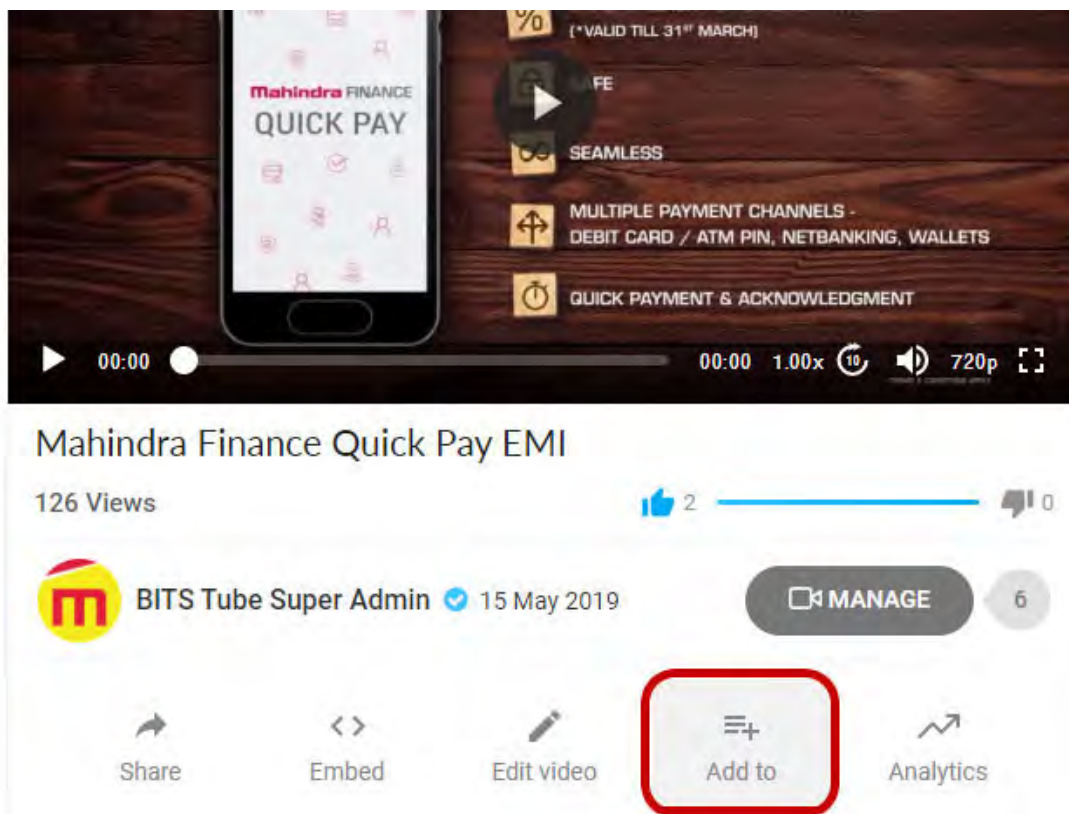 %
(*VALID TILL 31ST MARCH)
Mahindra FINANCE
QUICK PAY
SEAMLESS
MULTIPLE PAYMENT CHANNELS -
DEBIT CARD / ATM PIN, NETBANKING, WALLETS
QUICK PAYMENT & ACKNOWLEDGMENT
00:00
00:00 1.00x 10 720p
Mahindra Finance Quick Pay EMI
126 Views
2
0
m
BITS Tube Super Admin 15 May 2019
MANAGE
6
Share
Embed
Edit video
Add to
Analytics